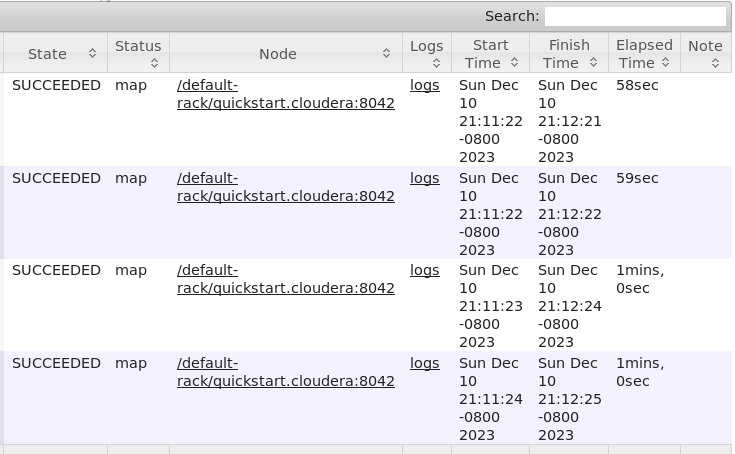 Search:
State Status Node Logs Start Time Finish Time Elapsed Time Note
SUCCEEDED map /default- logs Sun Dec Sun Dec 58sec
rack/quickstart.cloudera:8042 10 10
21:11:22 21:12:21
-0800 -0800
2023 2023
SUCCEEDED map /default- logs Sun Dec Sun Dec 59sec
rack/quickstart.cloudera:8042 10 10
21:11:22 21:12:22
-0800 -0800
2023 2023
SUCCEEDED map /default- logs Sun Dec Sun Dec 1mins,
rack/quickstart.cloudera:8042 10 10 0sec
21:11:23 21:12:24
-0800 -0800
2023 2023
SUCCEEDED map /default- logs Sun Dec Sun Dec 1mins,
rack/quickstart.cloudera:8042 10 10 0sec
21:11:24 21:12:25
-0800 -0800
2023 2023